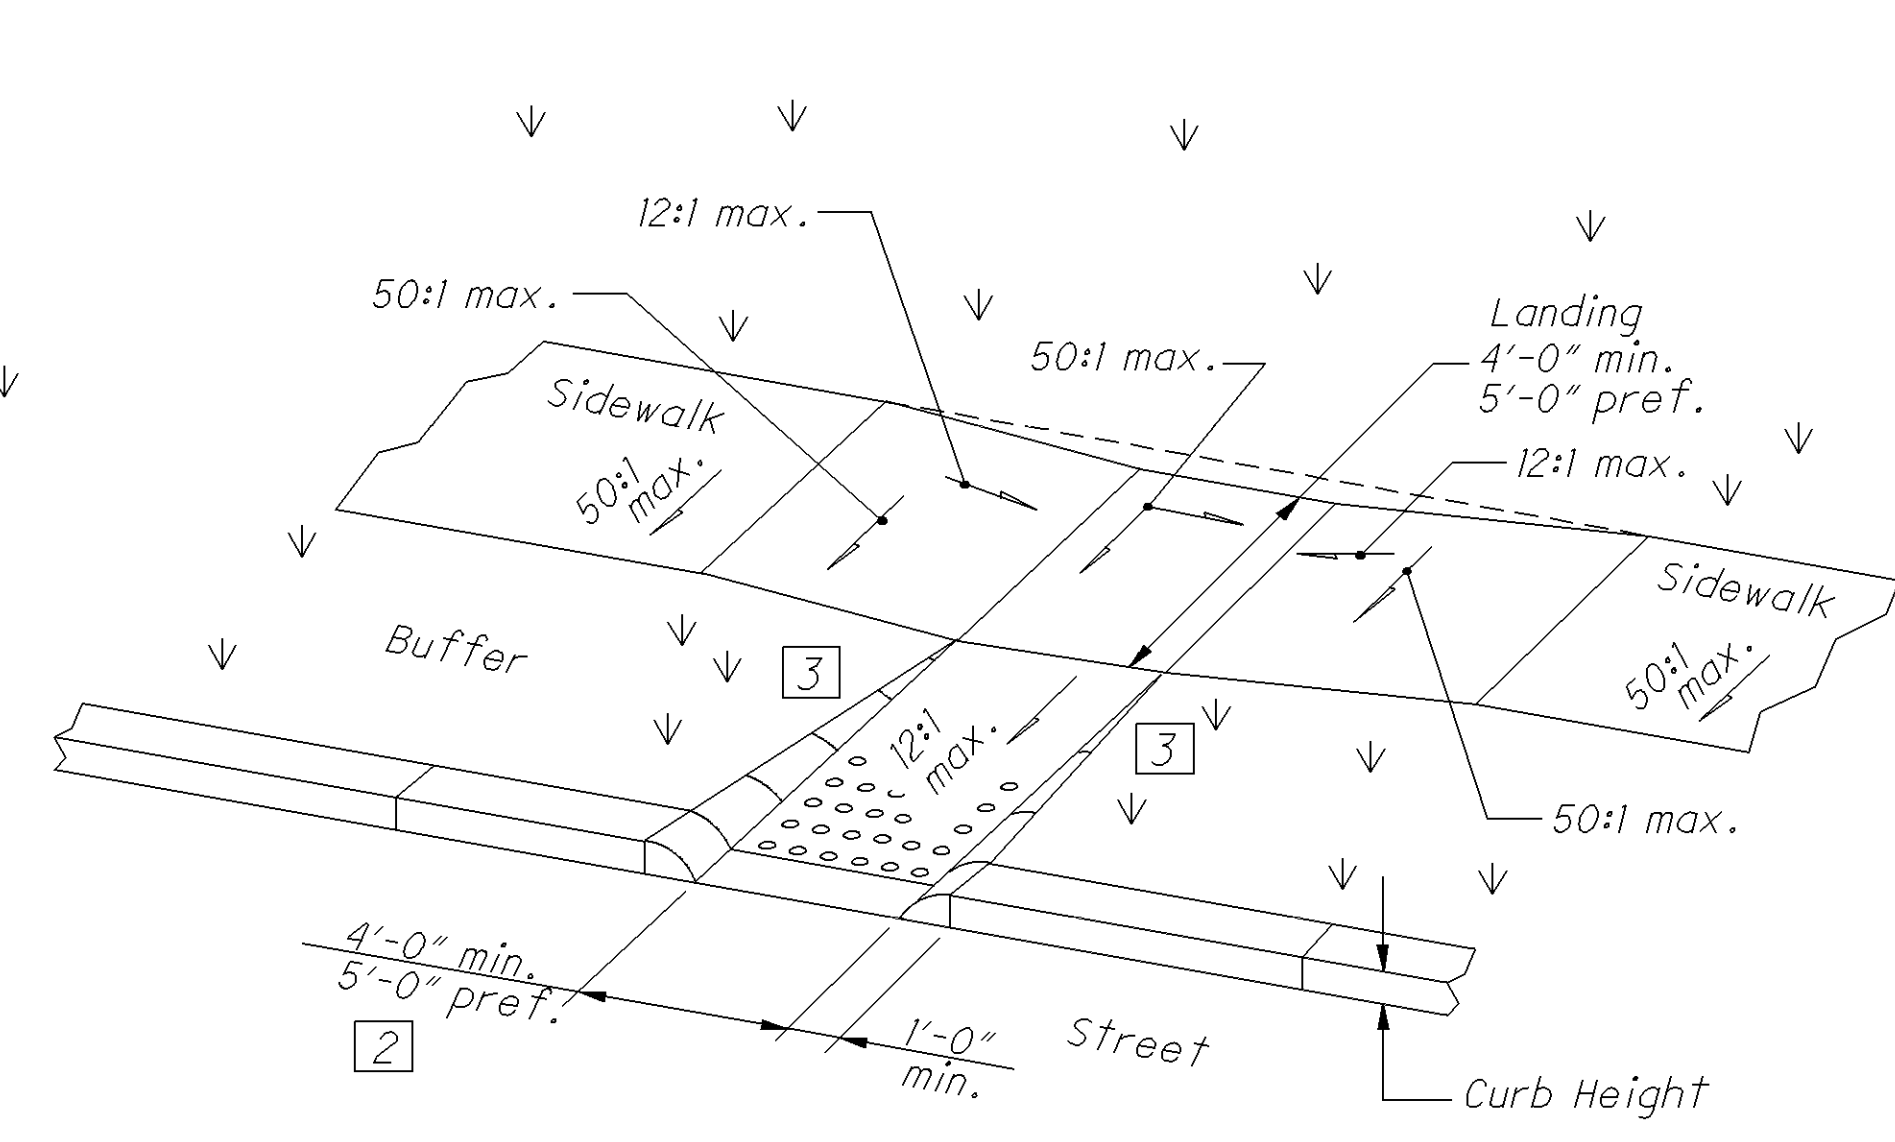 12:1 max.
50:1 max.
Landing
4'-0" min.
5'-0" pref.
50:1 max.
Sidewalk
50:1
max.
12:1 max.
Sidewalk
50:1
max.
Buffer
3
12:1
max.
3
50:1 max.
4'-0" min.
5'-0" pref.
2
1'-0"
min.
Street
Curb Height